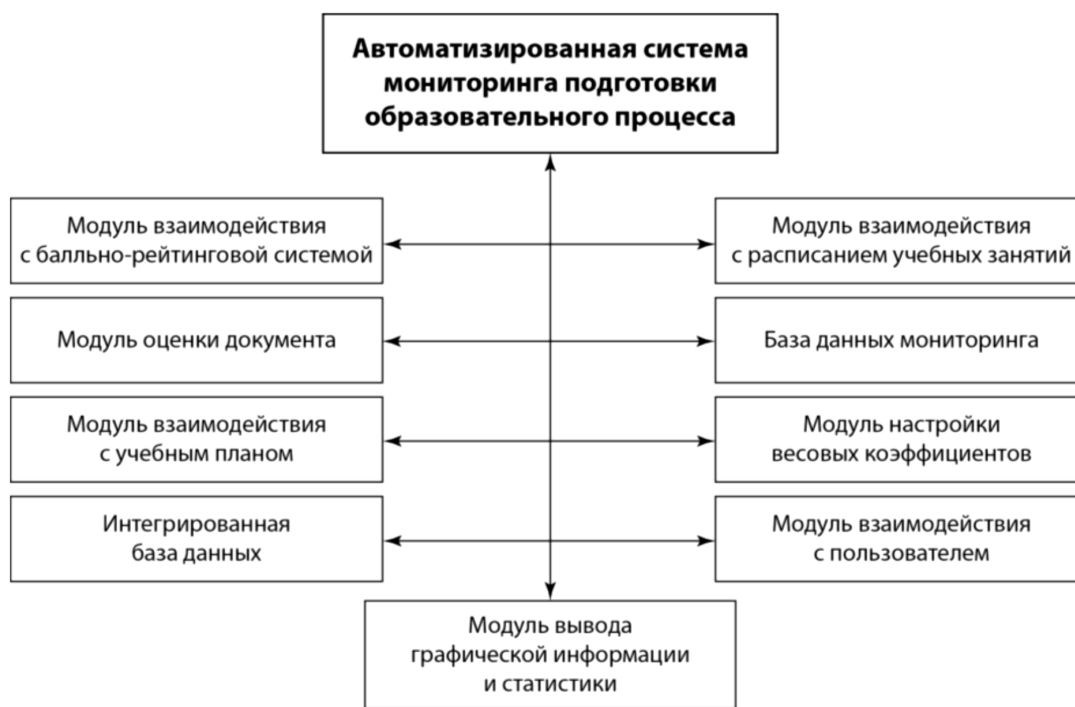 Автоматизированная система
мониторинга подготовки
образовательного процесса
Модуль взаимодействия
с балльно-рейтинговой системой
Модуль взаимодействия
с расписанием учебных занятий
Модуль оценки документа
База данных мониторинга
Модуль взаимодействия
с учебным планом
Модуль настройки
весовых коэффициентов
Интегрированная
база данных
Модуль взаимодействия
с пользователем
Модуль вывода
графической информации
и статистики